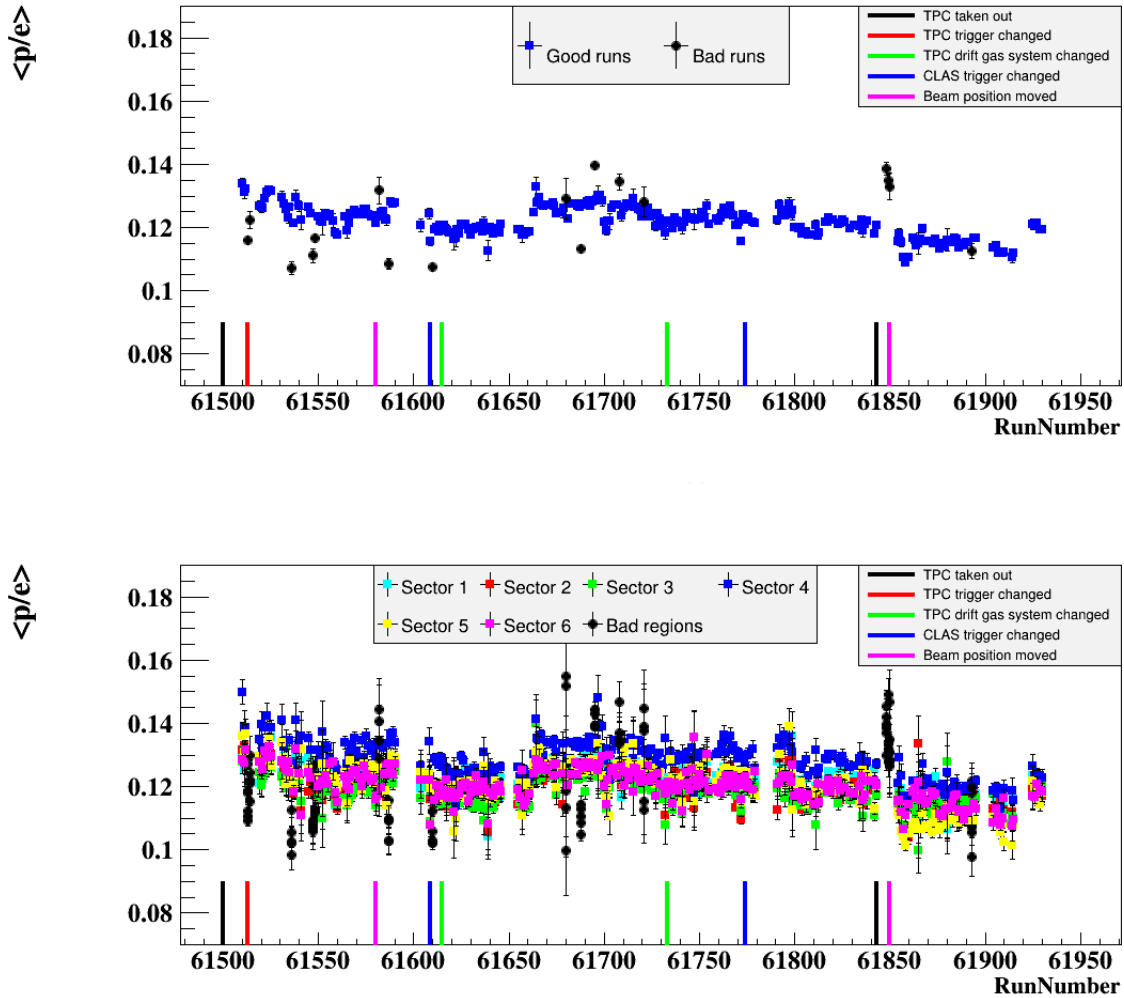 <p/e>
0.18
0.16
0.14
0.12
0.1
0.08
Good runs
Bad runs
TPC taken out
TPC trigger changed
TPC drift gas system changed
CLAS trigger changed
Beam position moved
61500 61550 61600 61650 61700 61750 61800 61850 61900 61950
RunNumber
<p/e>
0.18
0.16
0.14
0.12
0.1
0.08
Sector 1 Sector 2 Sector 3 Sector 4
Sector 5 Sector 6 Bad regions
TPC taken out
TPC trigger changed
TPC drift gas system changed
CLAS trigger changed
Beam position moved
61500 61550 61600 61650 61700 61750 61800 61850 61900 61950
RunNumber